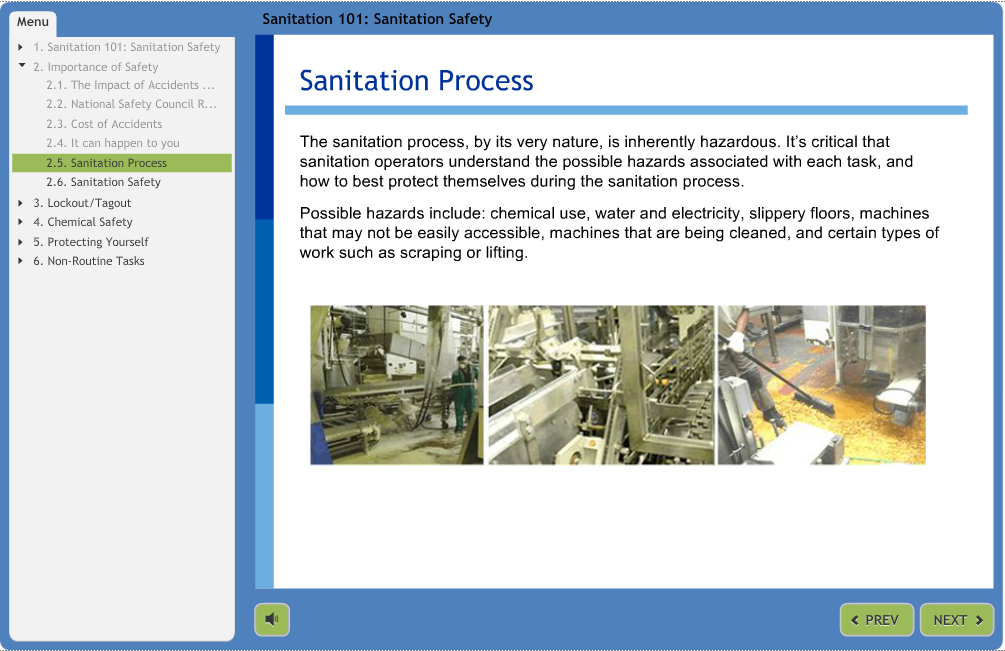 Menu
1. Sanitation 101: Sanitation Safety
2. Importance of Safety
2.1. The Impact of Accidents ...
2.2. National Safety Council R...
2.3. Cost of Accidents
2.4. It can happen to you
2.5. Sanitation Process
2.6. Sanitation Safety
3. Lockout/Tagout
4. Chemical Safety
5. Protecting Yourself
6. Non-Routine Tasks
Sanitation 101: Sanitation Safety
Sanitation Process
The sanitation process, by its very nature, is inherently hazardous. It’s critical that
sanitation operators understand the possible hazards associated with each task, and
how to best protect themselves during the sanitation process.
Possible hazards include: chemical use, water and electricity, slippery floors, machines
that may not be easily accessible, machines that are being cleaned, and certain types of
work such as scraping or lifting.
PREV
NEXT